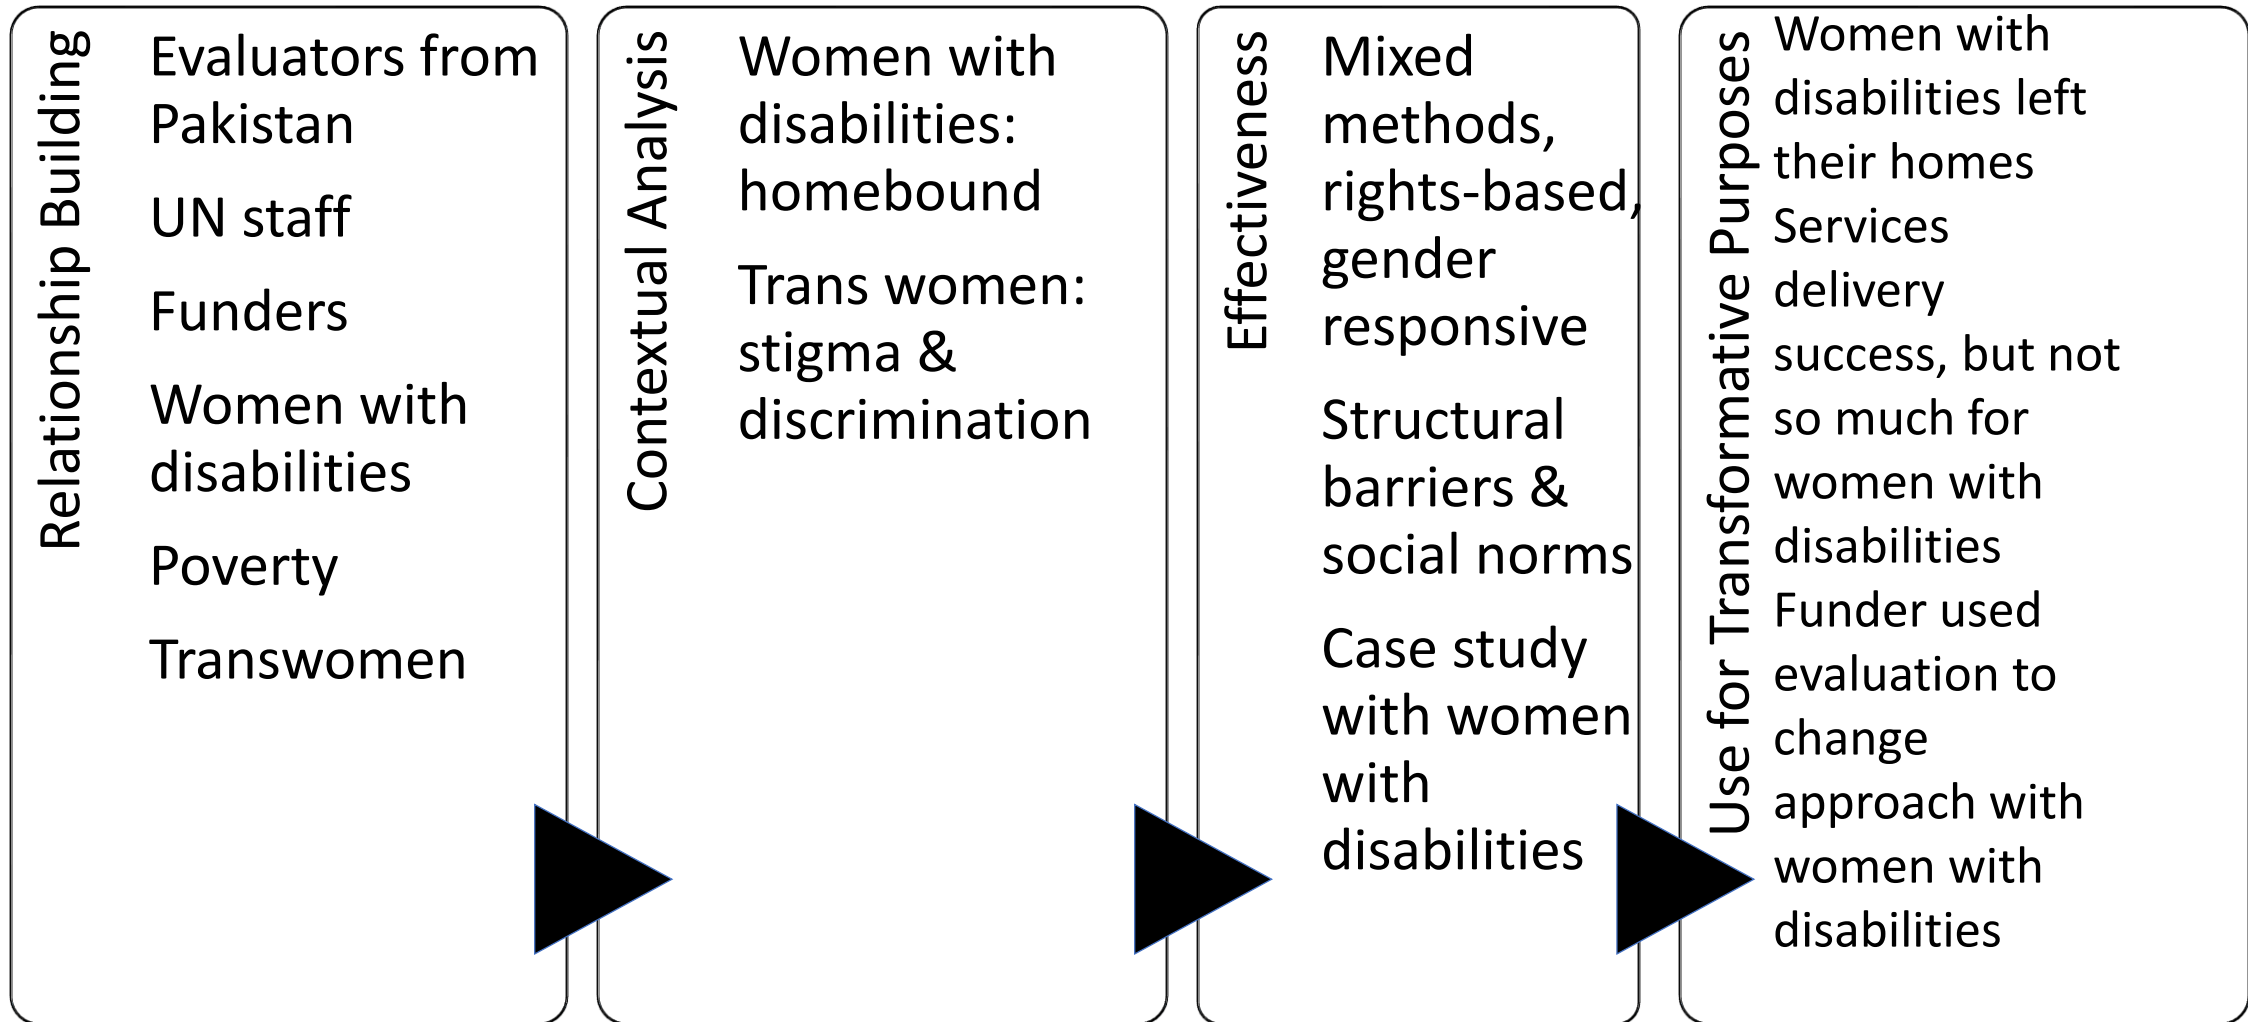 Relationship Building
Evaluators from
Pakistan
UN staff
Funders
Women with
disabilities
Poverty
Transwomen
Contextual Analysis
Women with
disabilities:
homebound
Trans women:
stigma &
discrimination
Effectiveness
Mixed
methods,
rights-based,
gender
responsive
Structural
barriers &
social norms
Case study
with women
with
disabilities
Use for Transformative Purposes
Women with
disabilities left
their homes
Services
delivery
success, but not
so much for
women with
disabilities
Funder used
evaluation to
change
approach with
women with
disabilities